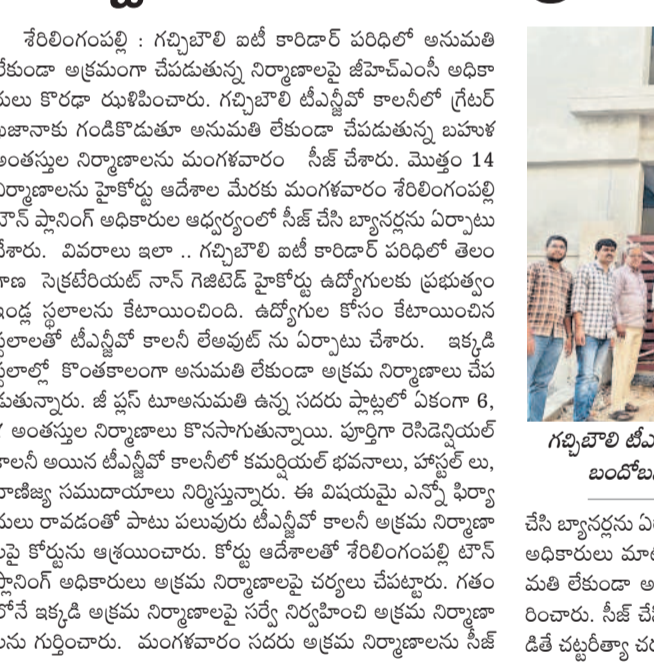 శేరిలింగంపల్లి : గచ్చిబౌలి ఐటీ కారిడార్ పరిధిలో అనుమతి
లేకుండా అక్రమంగా చేపడుతున్న నిర్మాణాలపై జీహెచ్ఎంసీ అధికా
రులు కొరఢా ఝళిపించారు. గచ్చిబౌలి టీఎన్జీవో కాలనీలో గ్రేటర్
ఖజానాకు గండికొడుతూ అనుమతి లేకుండా చేపడుతున్న బహుళ
అంతస్తుల నిర్మాణాలను మంగళవారం సీజ్ చేశారు. మొత్తం 14
నిర్మాణాలను హైకోర్టు ఆదేశాల మేరకు మంగళవారం శేరిలింగంపల్లి
టౌన్ ప్లానింగ్ అధికారుల ఆధ్వర్యంలో సీజ్ చేసి బ్యానర్లను ఏర్పాటు
చేశారు. వివరాలు ఇలా .. గచ్చిబౌలి ఐటీ కారిడార్ పరిధిలో తెలం
గాణ సెక్రటేరియట్ నాన్ గెజిటెడ్ హైకోర్టు ఉద్యోగులకు ప్రభుత్వం
ఇండ్ల స్థలాలను కేటాయించింది. ఉద్యోగుల కోసం కేటాయించిన
స్థలాలతో టీఎన్జీవో కాలనీ లేఅవుట్ ను ఏర్పాటు చేశారు. ఇక్కడి
స్థలాల్లో కొంతకాలంగా అనుమతి లేకుండా అక్రమ నిర్మాణాలు చేప
డుతున్నారు. జీ ప్లస్ టూఅనుమతి ఉన్న సదరు ప్లాట్లలో ఏకంగా 6,
7 అంతస్తుల నిర్మాణాలు కొనసాగుతున్నాయి. పూర్తిగా రెసిడెన్షియల్
కాలనీ అయిన టీఎన్జీవో కాలనీలో కమర్షియల్ భవనాలు, హాస్టల్ లు,
వాణిజ్య సముదాయాలు నిర్మిస్తున్నారు. ఈ విషయమై ఎన్నో ఫిర్యా
దులు రావడంతో పాటు పలువురు టీఎన్జీవో కాలనీ అక్రమ నిర్మాణా
లపై కోర్టును ఆశ్రయించారు. కోర్టు ఆదేశాలతో శేరిలింగంపల్లి టౌన్
ప్లానింగ్ అధికారులు అక్రమ నిర్మాణాలపై చర్యలు చేపట్టారు. గతం
లోనే ఇక్కడి అక్రమ నిర్మాణాలపై సర్వే నిర్వహించి అక్రమ నిర్మాణా
లను గుర్తించారు. మంగళవారం సదరు అక్రమ నిర్మాణాలను సీజ్
గచ్చిబౌలి
చేసి బ్యానర్లను
అధికారులు
మతి లేకుండా
రించారు. సీజ్
డితే చట్టరీత్యా